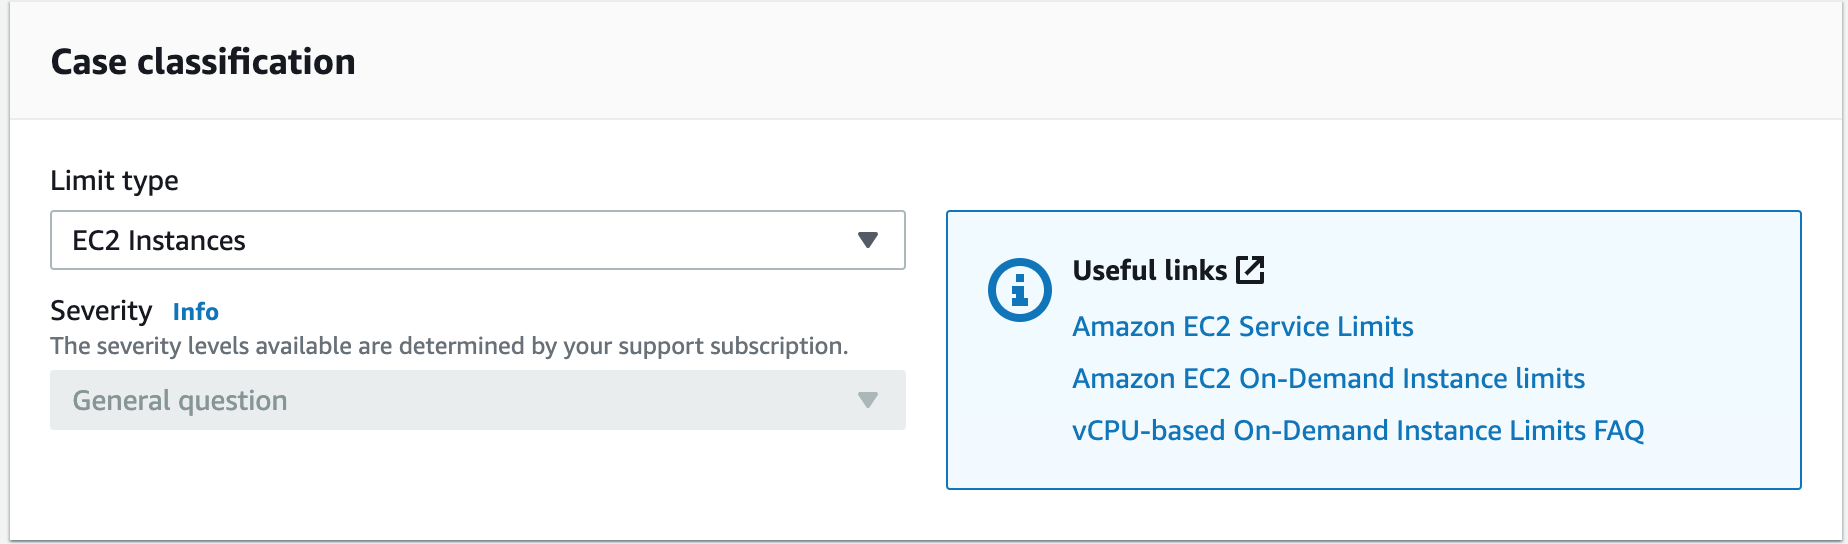 Case classification
Limit type
EC2 Instances
Severity Info
The severity levels available are determined by your support subscription.
General question
Useful links
Amazon EC2 Service Limits
Amazon EC2 On-Demand Instance limits
vCPU-based On-Demand Instance Limits FAQ